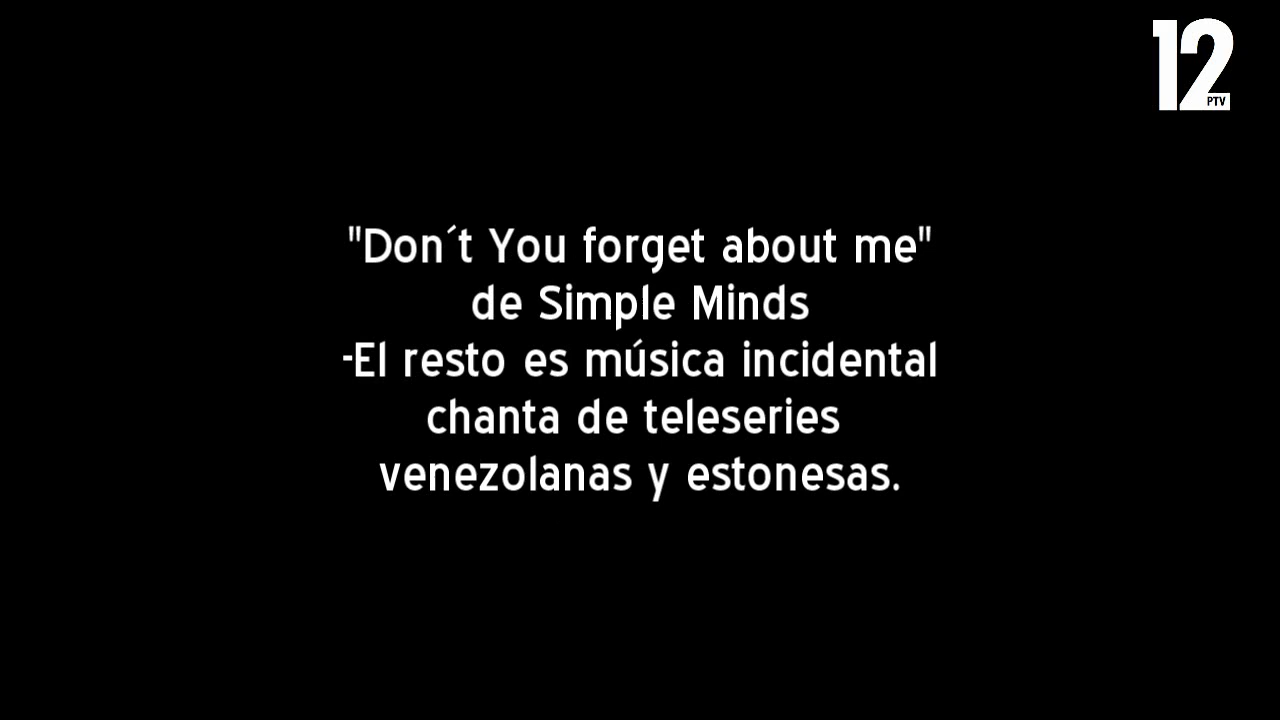 12
PTV
"Don´t You forget about me"
de Simple Minds
-El resto es música incidental
chanta de teleseries
venezolanas y estonesas.